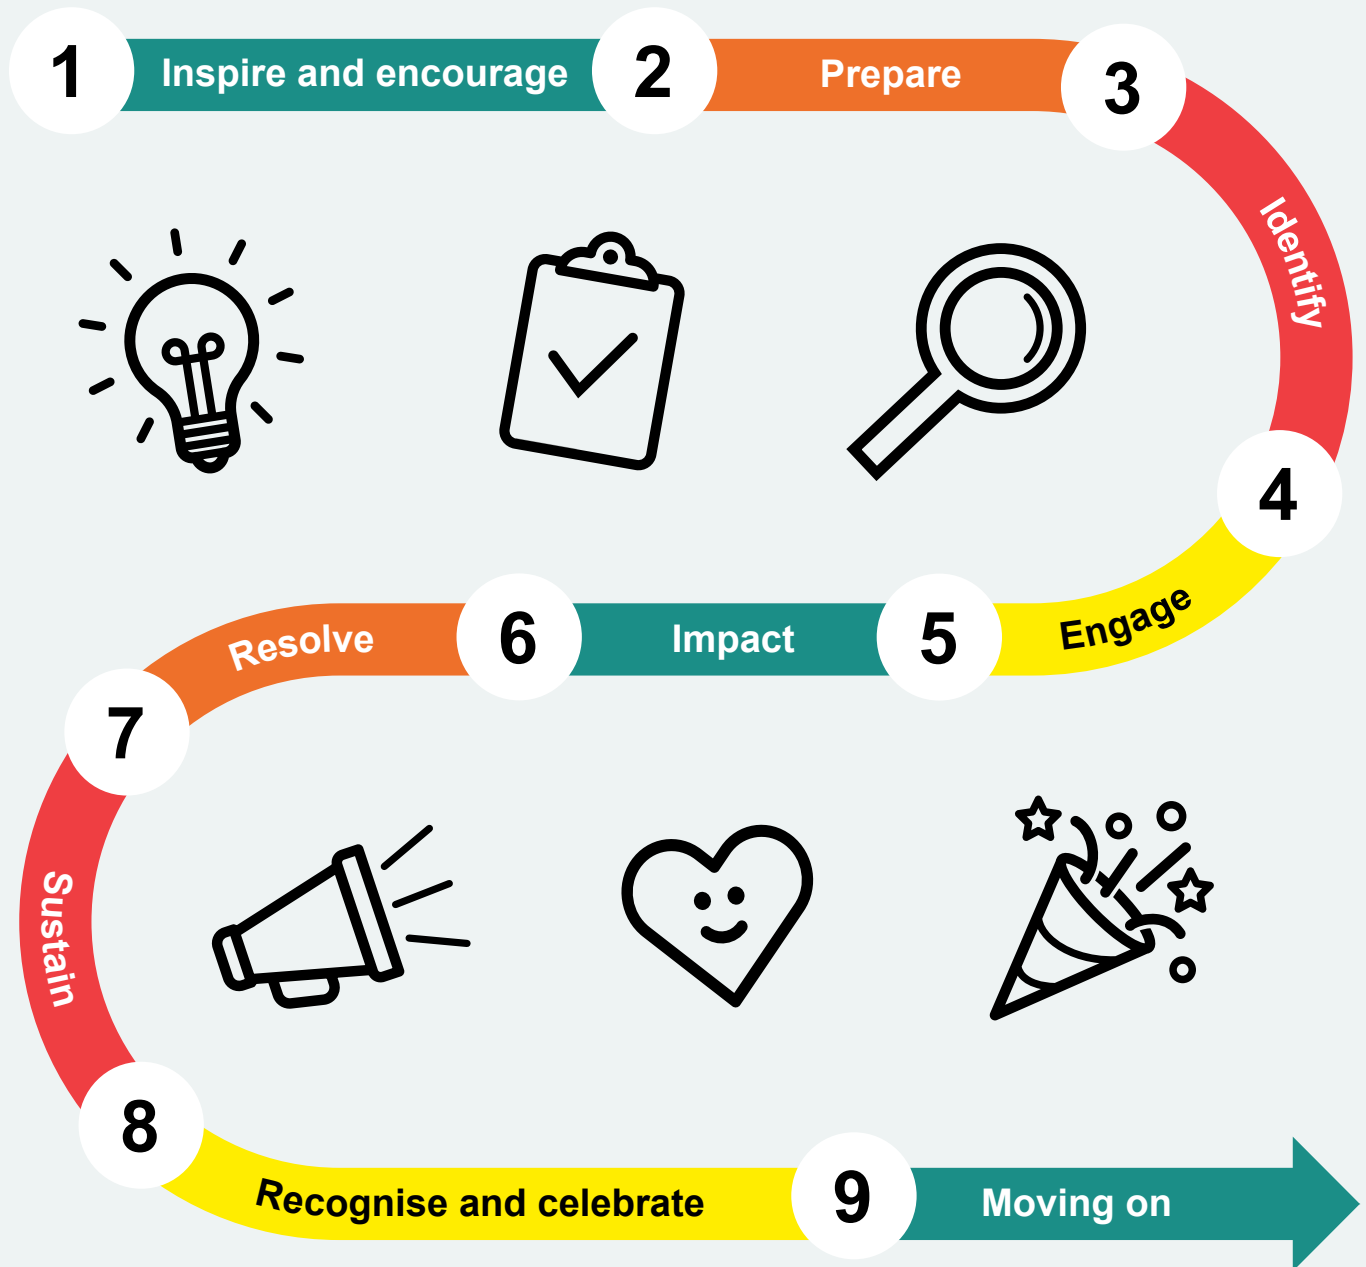 1
Inspire and encourage
2
Prepare
3
Identify
4
Engage
5
Impact
6
Resolve
7
Sustain
8
Recognise and celebrate
9
Moving on